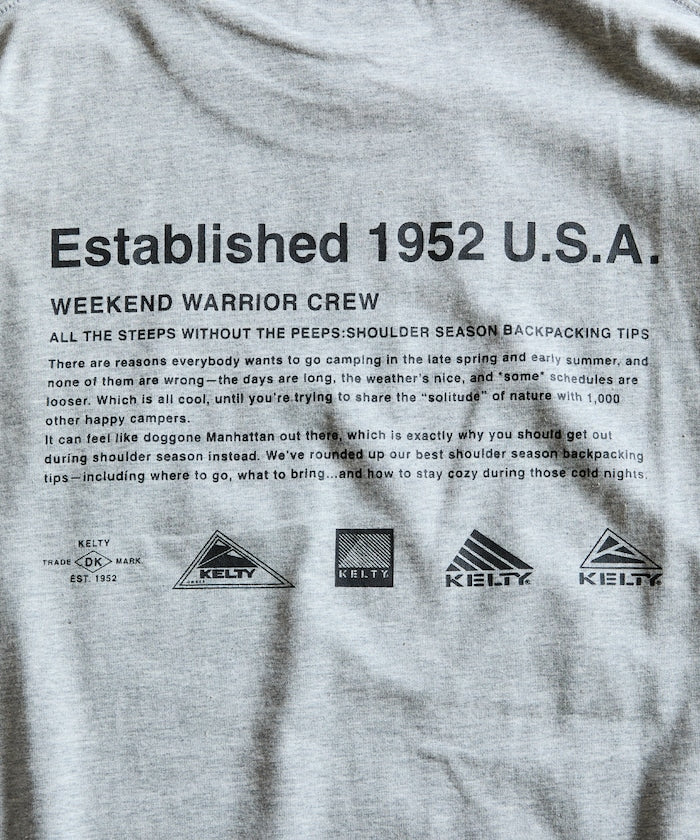 Established 1952 U.S.A.
WEEKEND WARRIOR CREW
ALL THE STEEPS WITHOUT THE PEEPS:SHOULDER SEASON BACKPACKING TIPS
There are reasons everybody wants to go camping in the late spring and early summer, and
none of them are wrong—the days are long, the weather's nice, and *some* schedules are
looser. Which is all cool, until you're trying to share the "solitude" of nature with 1,000
other happy campers.
It can feel like doggone Manhattan out there, which is exactly why you should get out
during shoulder season instead. We've rounded up our best shoulder season backpacking
tips—including where to go, what to bring...and how to stay cozy during those cold nights.
KELTY
TRADE DK MARK
EST. 1952
KELTY
KELTY
KELTY
KELTY